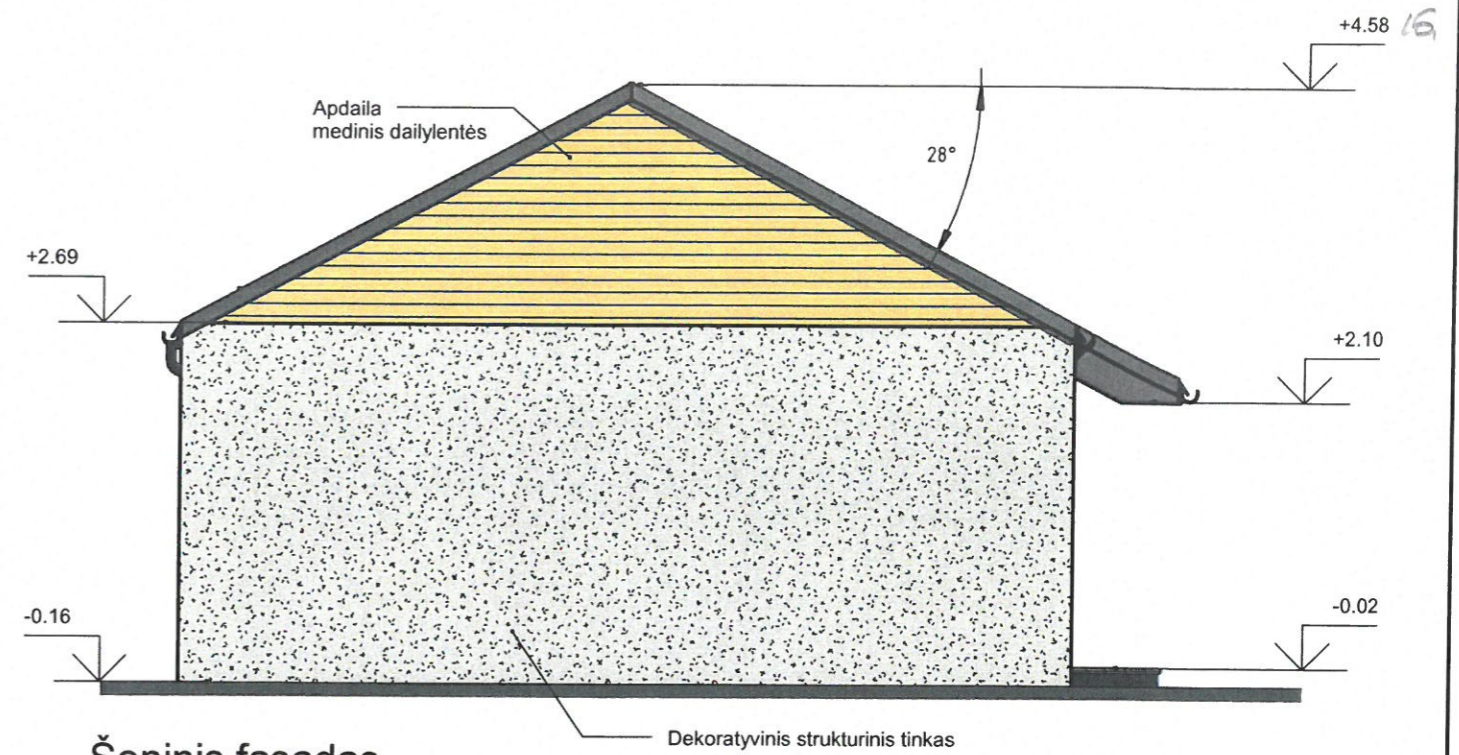 +4.58 16
Apdaila
medinis dailylentės
28°
+2.69
+2.10
-0.16
-0.02
Dekoratyvinis strukturinis tinkas
Šoninis fasadas